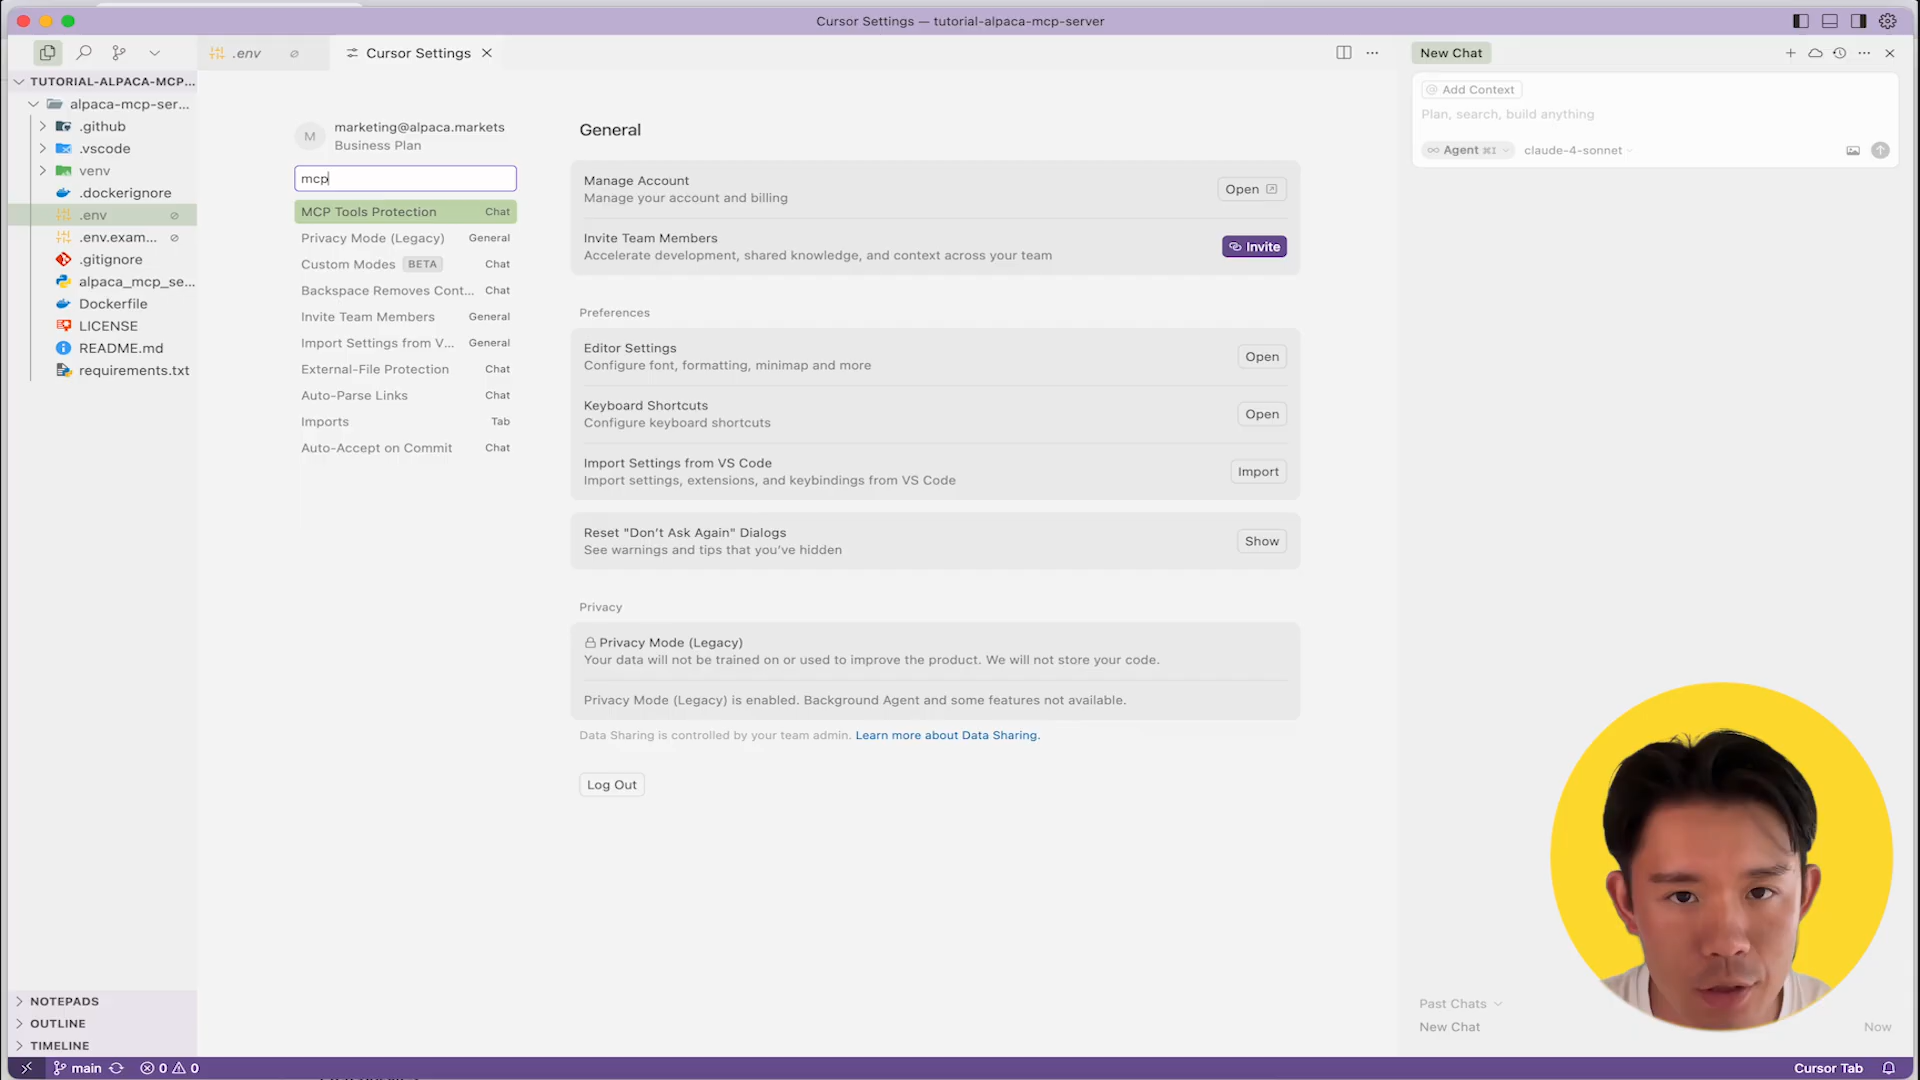 Cursor Settings — tutorial-alpaca-mcp-server
.env
Cursor Settings
New Chat
TUTORIAL-ALPACA-MCP...
alpaca-mcp-ser...
.github
.vscode
venv
.dockerignore
.env
.env.exam...
.gitignore
alpaca_mcp_se...
Dockerfile
LICENSE
README.md
requirements.txt
NOTEPADS
OUTLINE
TIMELINE
M
marketing@alpaca.markets
Business Plan
mcp
MCP Tools Protection Chat
Privacy Mode (Legacy) General
Custom Modes BETA Chat
Backspace Removes Cont... Chat
Invite Team Members General
Import Settings from V... General
External-File Protection Chat
Auto-Parse Links Chat
Imports Tab
Auto-Accept on Commit Chat
General
Manage Account
Manage your account and billing
Open
Invite Team Members
Accelerate development, shared knowledge, and context across your team
Invite
Preferences
Editor Settings
Configure font, formatting, minimap and more
Open
Keyboard Shortcuts
Configure keyboard shortcuts
Open
Import Settings from VS Code
Import settings, extensions, and keybindings from VS Code
Import
Reset "Don't Ask Again" Dialogs
See warnings and tips that you've hidden
Show
Privacy
Privacy Mode (Legacy)
Your data will not be trained on or used to improve the product. We will not store your code.
Privacy Mode (Legacy) is enabled. Background Agent and some features not available.
Data Sharing is controlled by your team admin. Learn more about Data Sharing.
Log Out
@ Add Context
Plan, search, build anything
∞ Agent ⌘I claude-4-sonnet
Past Chats
New Chat Now
main 0 0
Cursor Tab